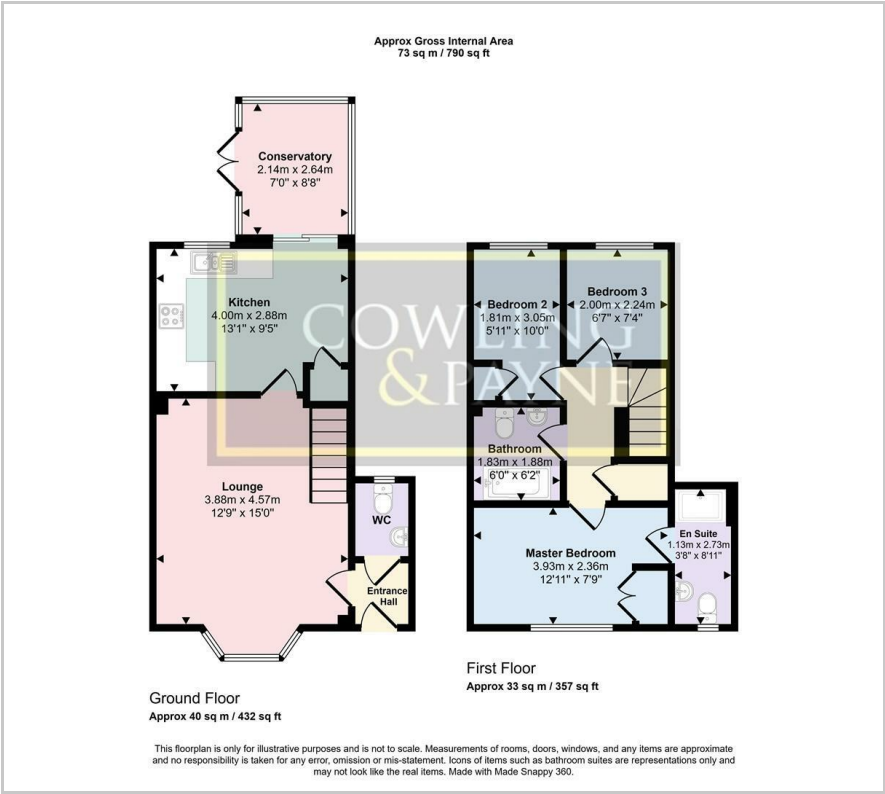 Approx Gross Internal Area
73 sq m / 790 sq ft
Conservatory
2.14m x 2.64m
7'0" x 8'8"
Kitchen
4.00m x 2.88m
13'1" x 9'5"
Lounge
3.88m x 4.57m
12'9" x 15'0"
WC
Entrance
Hall
Ground Floor
Approx 40 sq m / 432 sq ft
Bedroom 2
1.81m x 3.05m
5'11" x 10'0"
Bedroom 3
2.00m x 2.24m
6'7" x 7'4"
Bathroom
1.83m x 1.88m
6'0" x 6'2"
Master Bedroom
3.93m x 2.36m
12'11" x 7'9"
En Suite
1.13m x 2.73m
3'8" x 8'11"
First Floor
Approx 33 sq m / 357 sq ft
COWLING
& PAYNE
This floorplan is only for illustrative purposes and is not to scale. Measurements of rooms, doors, windows, and any items are approximate
and no responsibility is taken for any error, omission or mis-statement. Icons of items such as bathroom suites are representations only and
may not look like the real items. Made with Made Snappy 360.